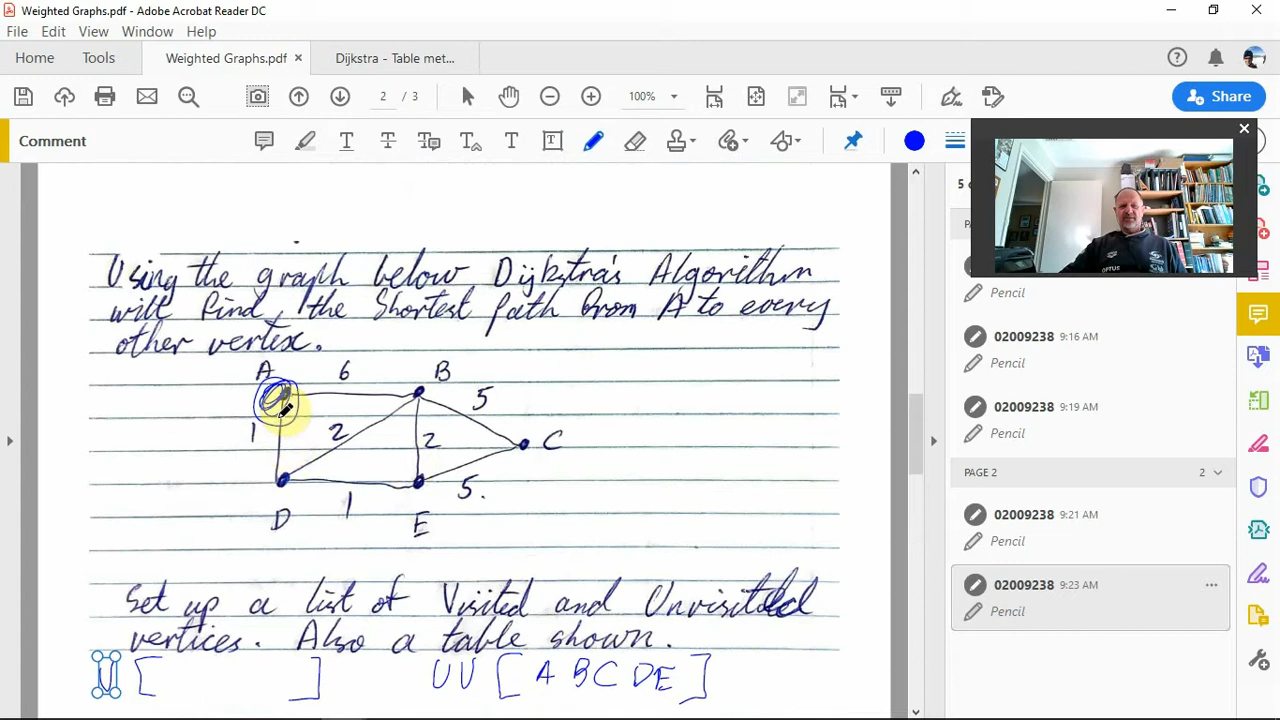 Weighted Graphs.pdf - Adobe Acrobat Reader DC
File Edit View Window Help
Home Tools Weighted Graphs.pdf × Dijkstra - Table met...
2 / 3 100% Share
Comment
5 o
Using the graph below Dijkstra's Algorithm
will find the Shortest path from A to every
other vertex.
A 6 B
5
1 2 2 C
5.
1
D E
Set up a list of Visited and Unvisited
vertices. Also a table shown.
V [ ] UV [ A B C D E ]
OPTUS
Pencil
02009238 9:16 AM
Pencil
02009238 9:19 AM
Pencil
PAGE 2 2
02009238 9:21 AM
Pencil
02009238 9:23 AM
Pencil